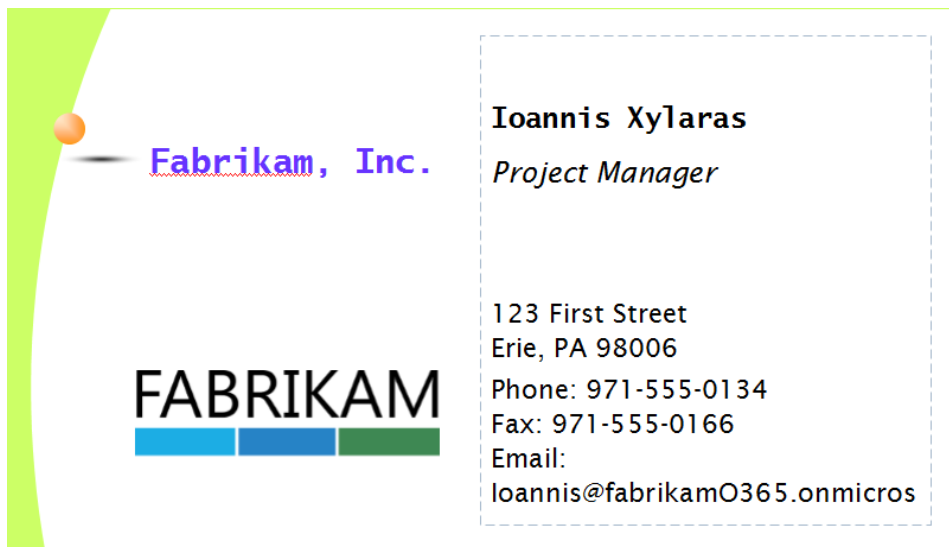 Fabrikam, Inc.
FABRIKAM
Ioannis Xylaras
Project Manager
123 First Street
Erie, PA 98006
Phone: 971-555-0134
Fax: 971-555-0166
Email:
Ioannis@fabrikamO365.onmicros